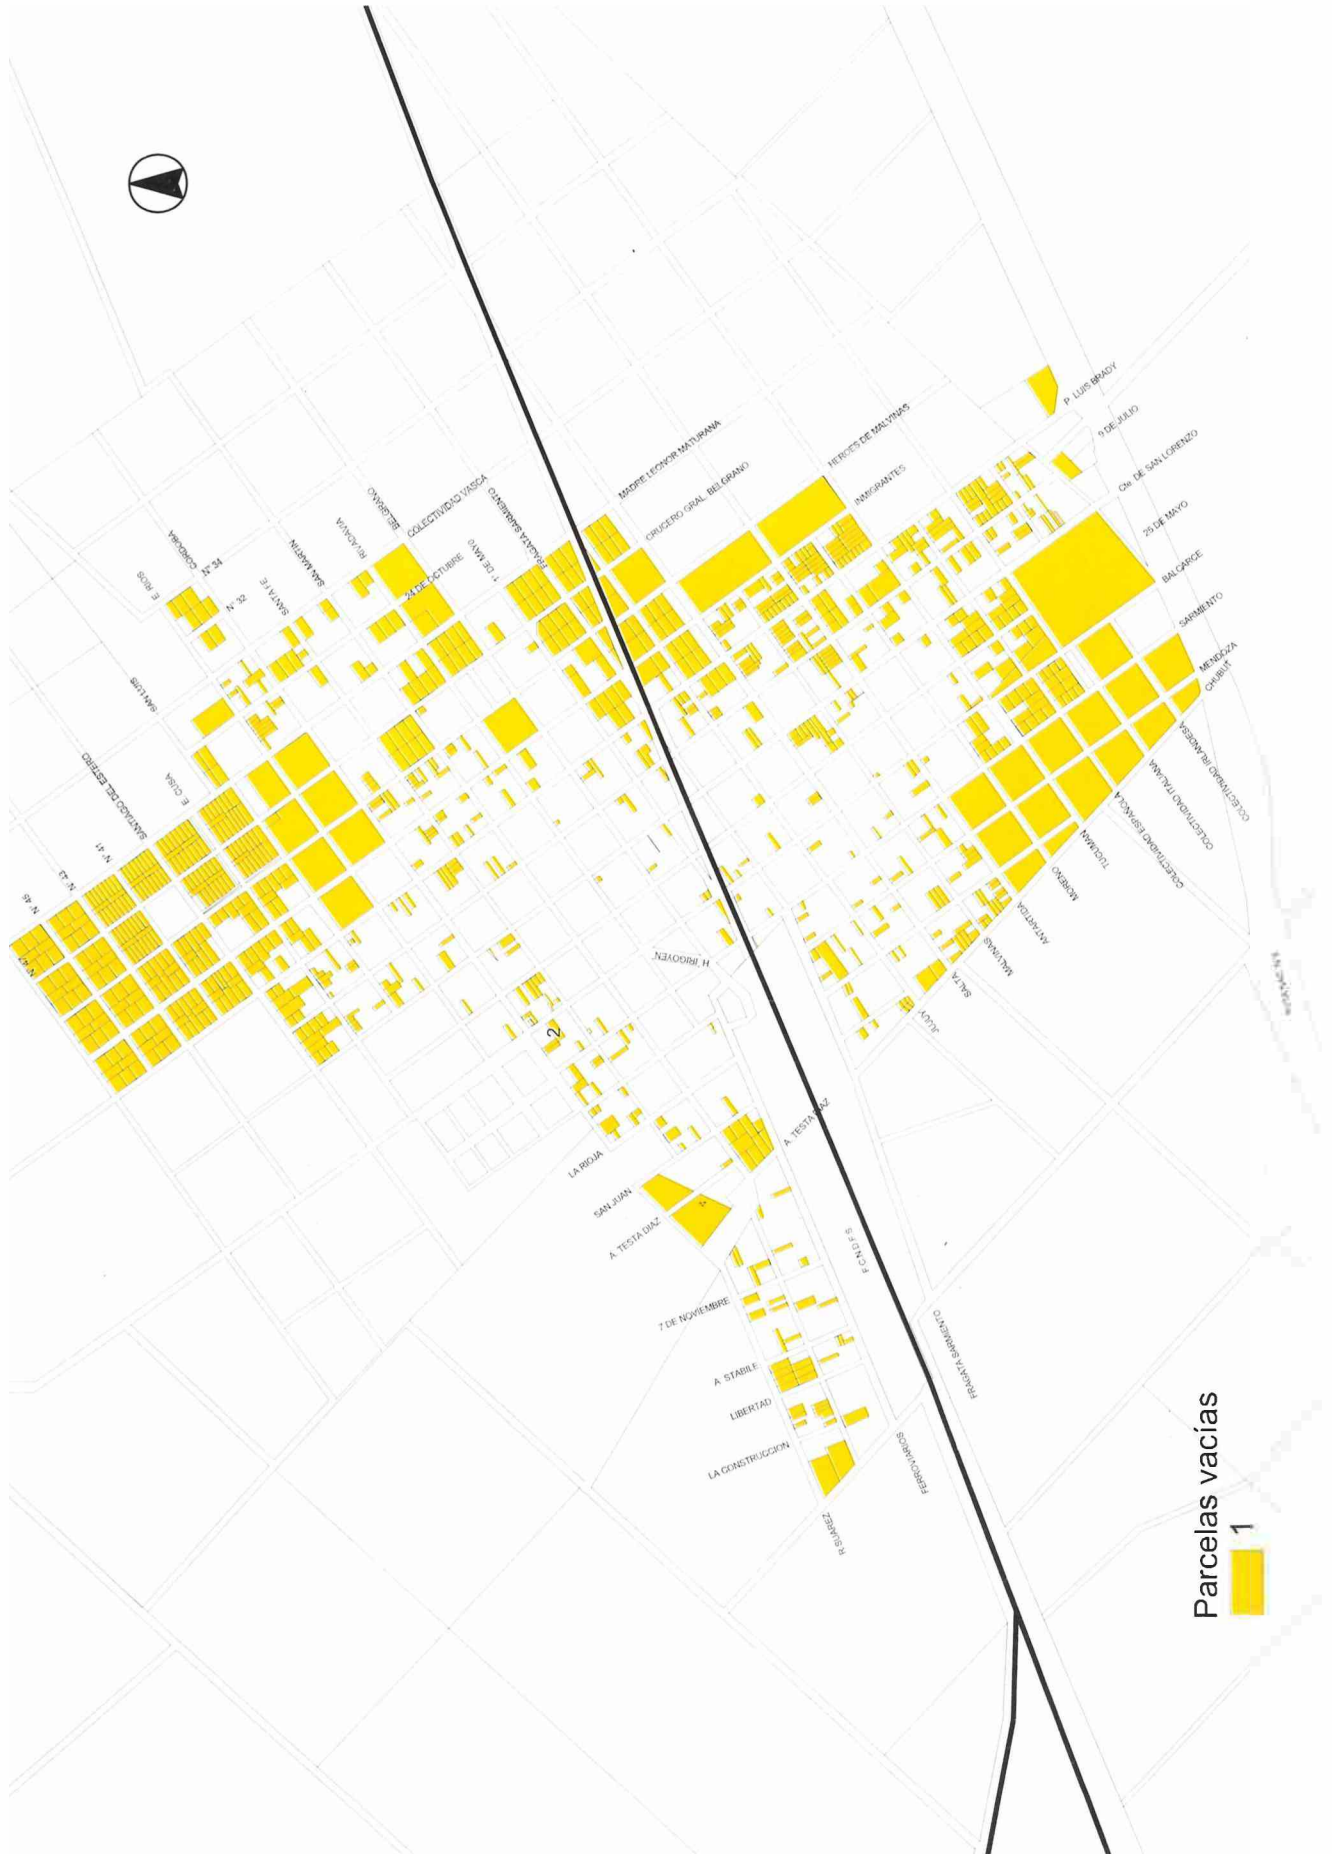 E. RIOS
CORDOBA
N° 34
N° 32
SANTA FE
SAN MARTIN
RIVADAVIA
BELGRANO
COLECTIVIDAD VASCA
24 DE OCTUBRE
1° DE MAYO
FRAGATA SARMIENTO
MADRE LEONOR MATURANA
CRUCERO GRAL. BELGRANO
HEROES DE MALVINAS
INMIGRANTES
P. LUIS BRADY
9 DE JULIO
Cte. DE SAN LORENZO
25 DE MAYO
BALCARCE
SARMIENTO
MENDOZA
CHUBUT
COLECTIVIDAD IRLANDESA
COLECTIVIDAD ITALIANA
COLECTIVIDAD ESPAÑOLA
TUCUMAN
MORENO
ANTARTIDA
MALVINAS
SALTA
JUJUY
SAN LUIS
SANTIAGO DEL ESTERO
N° 41
N° 43
N° 45
N° 47
H. IRIGOYEN
2
LA RIOJA
SAN JUAN
A. TESTA DIAZ
A. TESTA DIAZ
7 DE NOVIEMBRE
A. STABILE
LIBERTAD
LA CONSTRUCCION
R.SUAREZ
FERROVIARIOS
FRAGATA SARMIENTO
Parcelas vacías
1